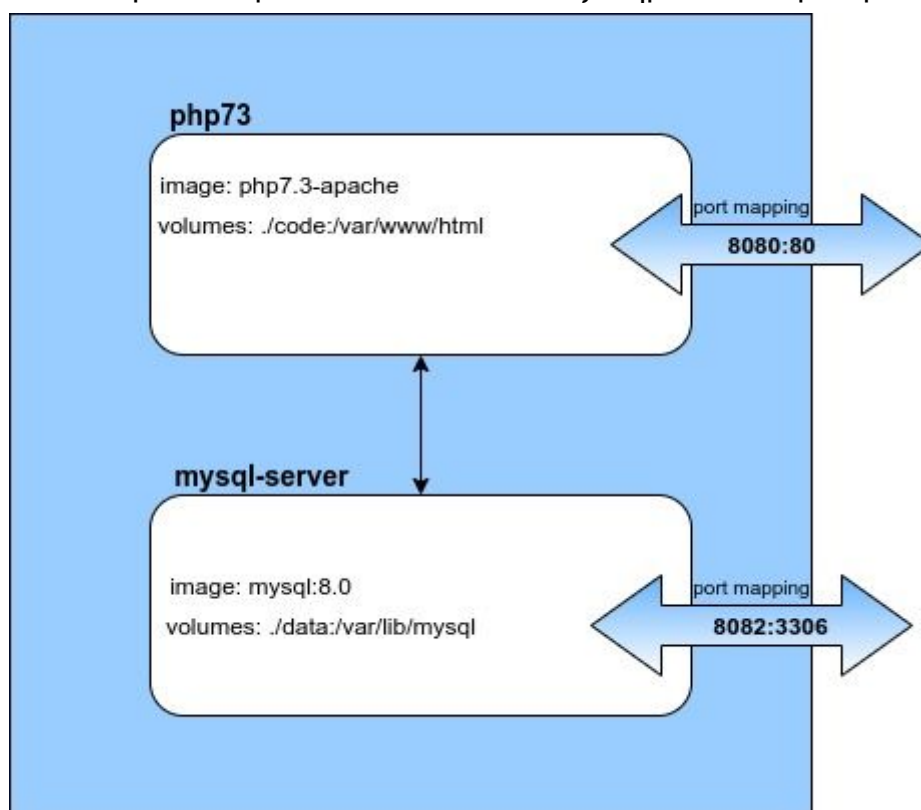 php73
image: php7.3-apache
volumes: ./code:/var/www/html
port mapping
8080:80
mysql-server
image: mysql:8.0
volumes: ./data:/var/lib/mysql
port mapping
8082:3306